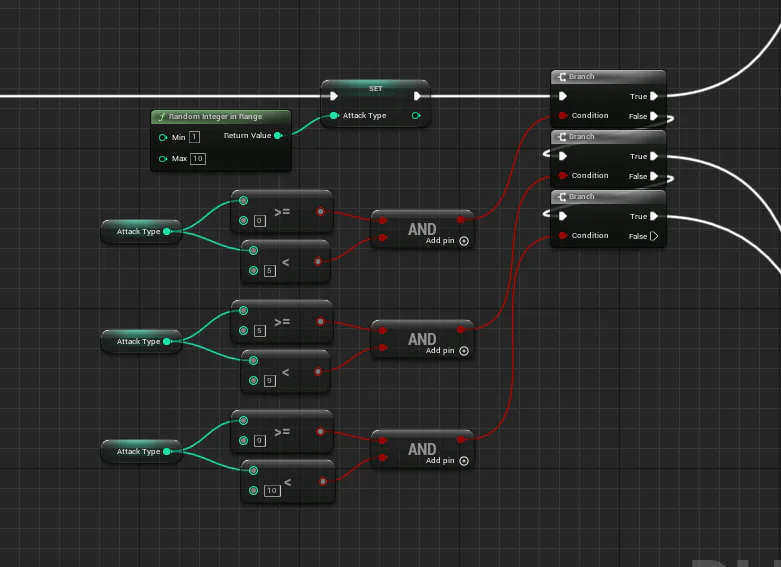 SET
Attack Type
Random Integer in Range
Min 1
Return Value
Max 10
Branch
True
Condition
False
Branch
True
Condition
False
Branch
True
Condition
False
Attack Type
>=
0
<
5
AND
Add pin
Attack Type
>=
5
<
9
AND
Add pin
Attack Type
>=
9
<
10
AND
Add pin